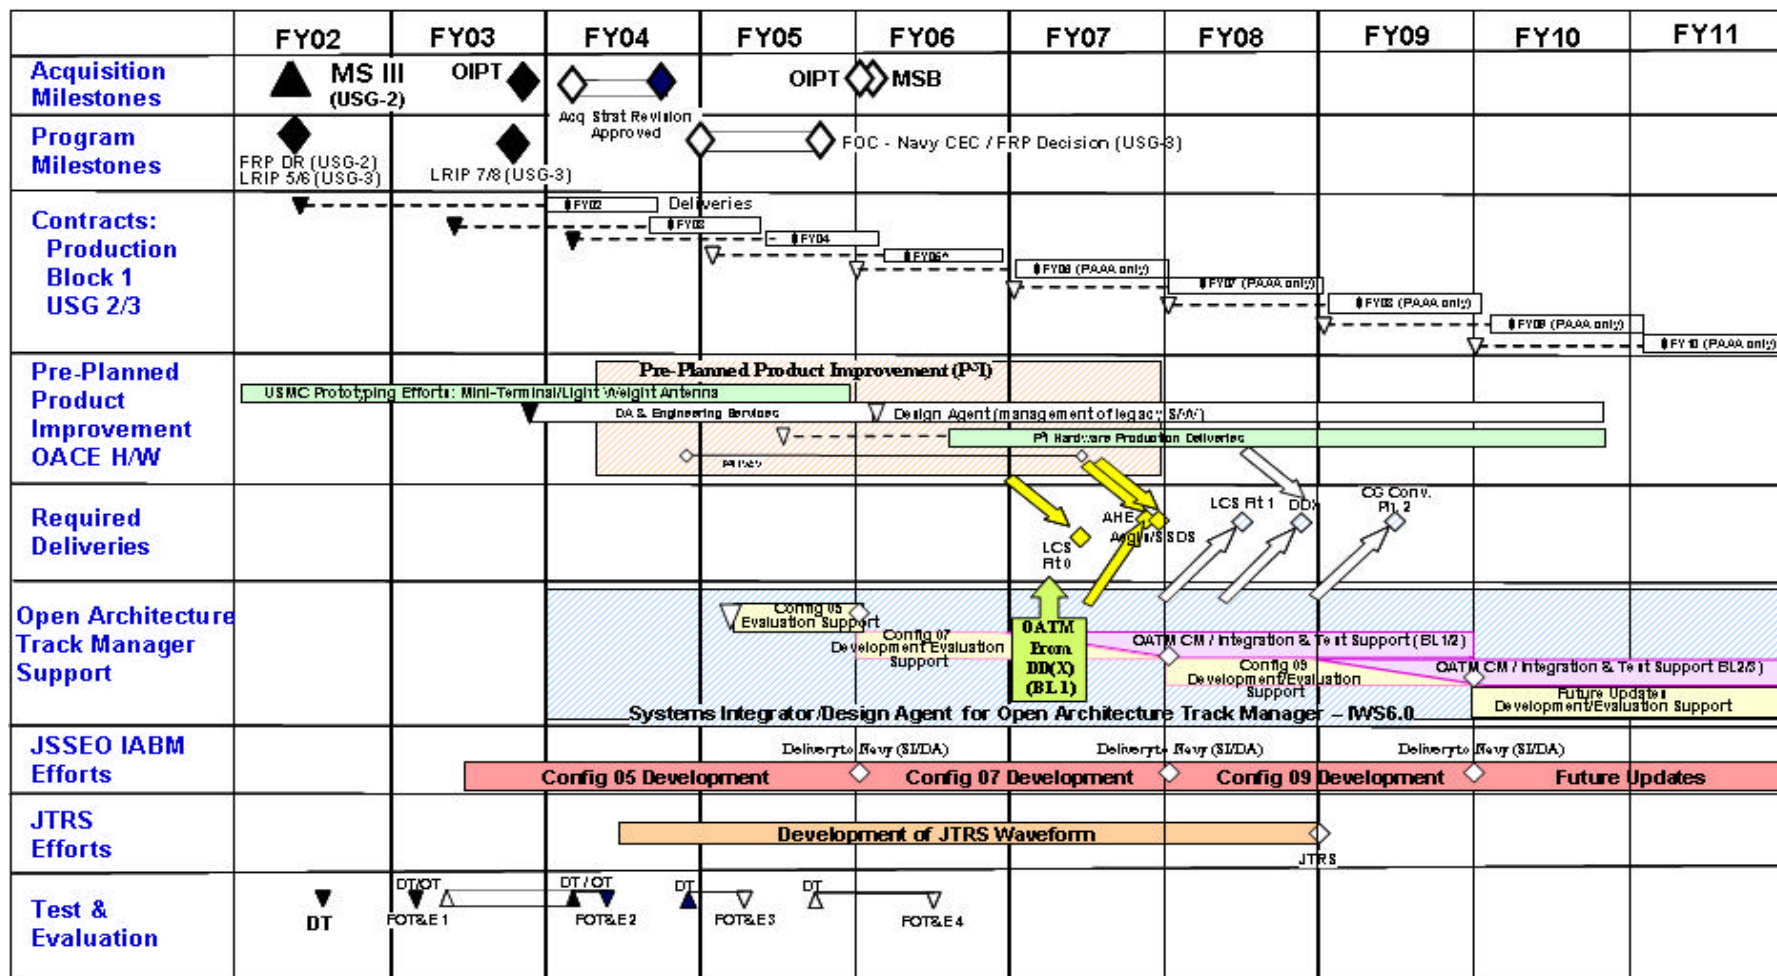 FY02 FY03 FY04 FY05 FY06 FY07 FY08 FY09 FY10 FY11
Acquisition
Milestones
MS III
(USG-2)
OIPT
Acq Strat Revision
Approved
OIPT
MSB
Program
Milestones
FRP DR (USG-2)
LRIP 5/6 (USG-3)
LRIP 7/8 (USG-3)
FOC - Navy CEC / FRP Decision (USG-3)
Contracts:
Production
Block 1
USG 2/3
FY02
Deliveries
FY03
FY04
FY05*
FY06 (PAAA only)
FY07 (PAAA only)
FY08 (PAAA only)
FY09 (PAAA only)
FY10 (PAAA only)
Pre-Planned
Product
Improvement
OACE H/W
Pre-Planned Product Improvement (P3I)
USMC Prototyping Efforts: Mini-Terminal/Light Weight Antenna
DA & Engineering Services
Design Agent (management of legacy S/W)
P3I Hardware Production Deliveries
Required
Deliveries
LCS
Flt 0
AHE
LCS Flt 1
CG Conv.
Plt. 2
Open Architecture
Track Manager
Support
Config 05
Evaluation Support
Config 07
Development/Evaluation
Support
OATM
From
DD(X)
(BL1)
OATM CM / Integration & Test Support (BL1/2)
Config 09
Development/Evaluation
Support
OATM CM / Integration & Test Support BL2/3)
Future Updates
Development/Evaluation Support
Systems Integrator/Design Agent for Open Architecture Track Manager – IWS6.0
JSSEO IABM
Efforts
Delivery to Navy (SI/DA)
Delivery to Navy (SI/DA)
Delivery to Navy (SI/DA)
Config 05 Development
Config 07 Development
Config 09 Development
Future Updates
JTRS
Efforts
Development of JTRS Waveform
JTRS
Test &
Evaluation
DT
DT/OT
FOT&E 1
DT / OT
FOT&E 2
DT
FOT&E 3
DT
FOT&E 4